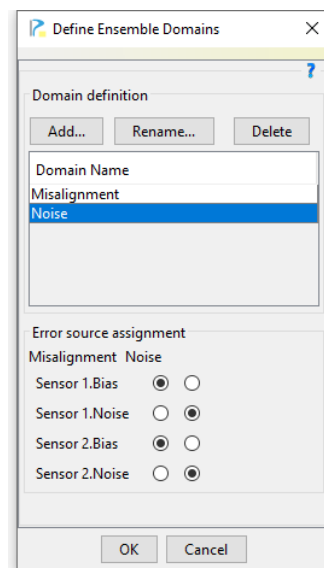 Define Ensemble Domains
?
Domain definition
Add... Rename... Delete
Domain Name
Misalignment
Noise
Error source assignment
Misalignment Noise
Sensor 1.Bias
Sensor 1.Noise
Sensor 2.Bias
Sensor 2.Noise
OK Cancel